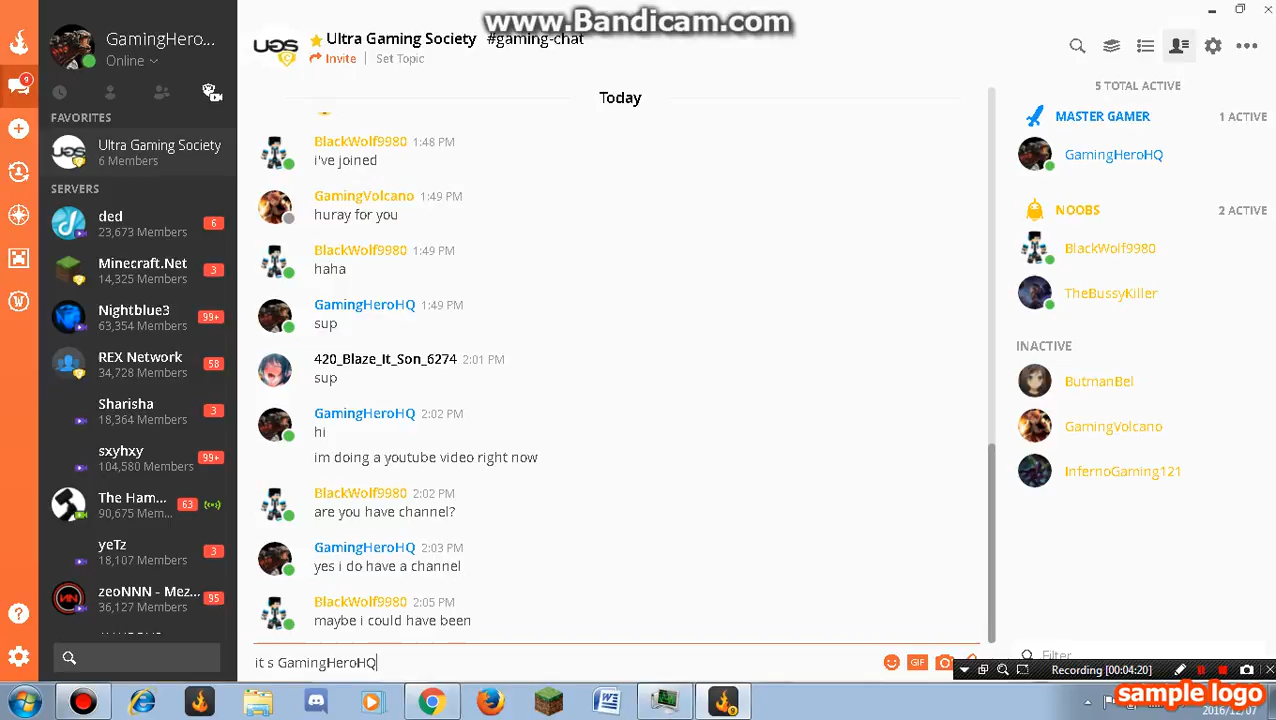 www.Bandicam.com
GamingHero...
Online
9
FAVORITES
Ultra Gaming Society
6 Members
SERVERS
ded
23,673 Members
6
Minecraft.Net
14,325 Members
3
Nightblue3
63,354 Members
99+
REX Network
34,728 Members
58
Sharisha
18,364 Members
3
sxyhxy
104,580 Members
99+
The Ham...
90,675 Mem...
63
yeTz
18,107 Members
3
zeoNNN - Mez...
36,127 Members
95
UGS
Ultra Gaming Society #gaming-chat
Invite | Set Topic
Today
BlackWolf9980 1:48 PM
i've joined
GamingVolcano 1:49 PM
huray for you
BlackWolf9980 1:49 PM
haha
GamingHeroHQ 1:49 PM
sup
420_Blaze_It_Son_6274 2:01 PM
sup
GamingHeroHQ 2:02 PM
hi
im doing a youtube video right now
BlackWolf9980 2:02 PM
are you have channel?
GamingHeroHQ 2:03 PM
yes i do have a channel
BlackWolf9980 2:05 PM
maybe i could have been
it s GamingHeroHQ
GIF
5 TOTAL ACTIVE
MASTER GAMER 1 ACTIVE
GamingHeroHQ
NOOBS 2 ACTIVE
BlackWolf9980
TheBussyKiller
INACTIVE
ButmanBel
GamingVolcano
InfernoGaming121
Filter
Recording [00:04:20]
sample logo
2016/12/07